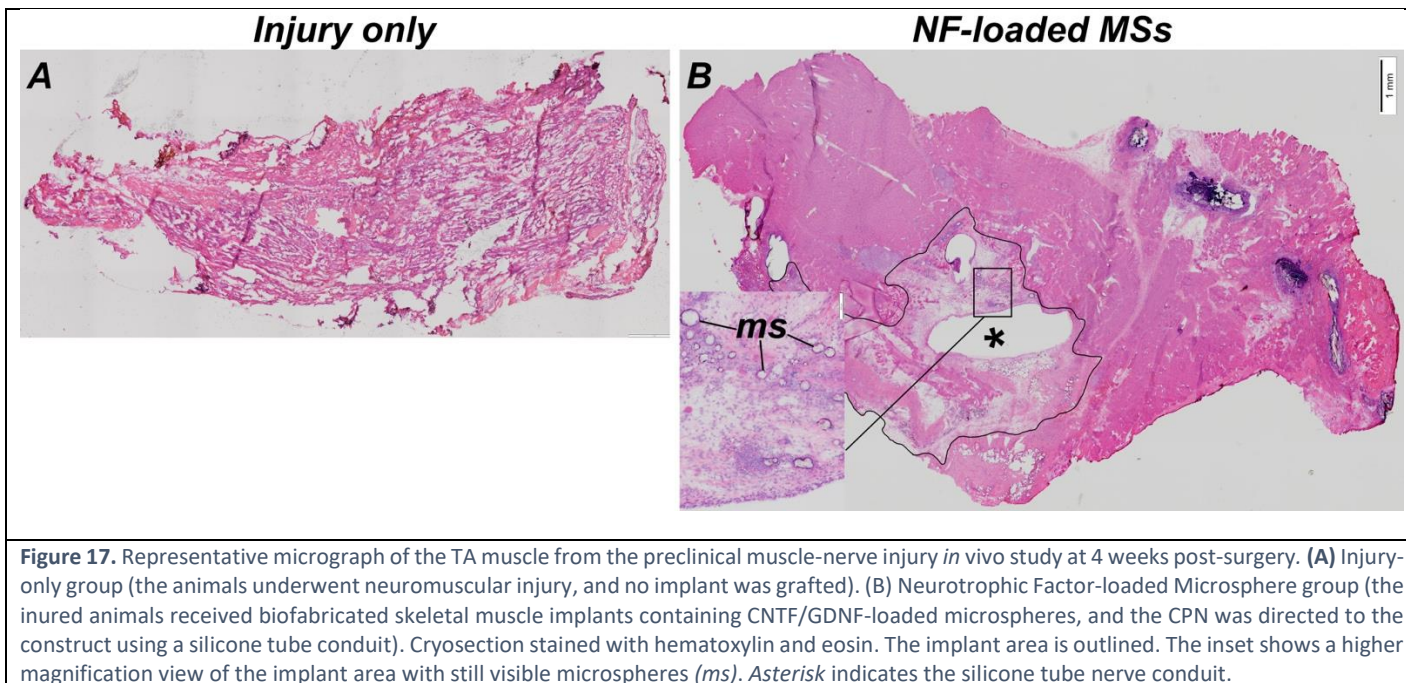 Injury only
NF-loaded MSs
A
B
1 mm
ms
*
Figure 17. Representative micrograph of the TA muscle from the preclinical muscle-nerve injury in vivo study at 4 weeks post-surgery. (A) Injury-
only group (the animals underwent neuromuscular injury, and no implant was grafted). (B) Neurotrophic Factor-loaded Microsphere group (the
inured animals received biofabricated skeletal muscle implants containing CNTF/GDNF-loaded microspheres, and the CPN was directed to the
construct using a silicone tube conduit). Cryosection stained with hematoxylin and eosin. The implant area is outlined. The inset shows a higher
magnification view of the implant area with still visible microspheres (ms). Asterisk indicates the silicone tube nerve conduit.